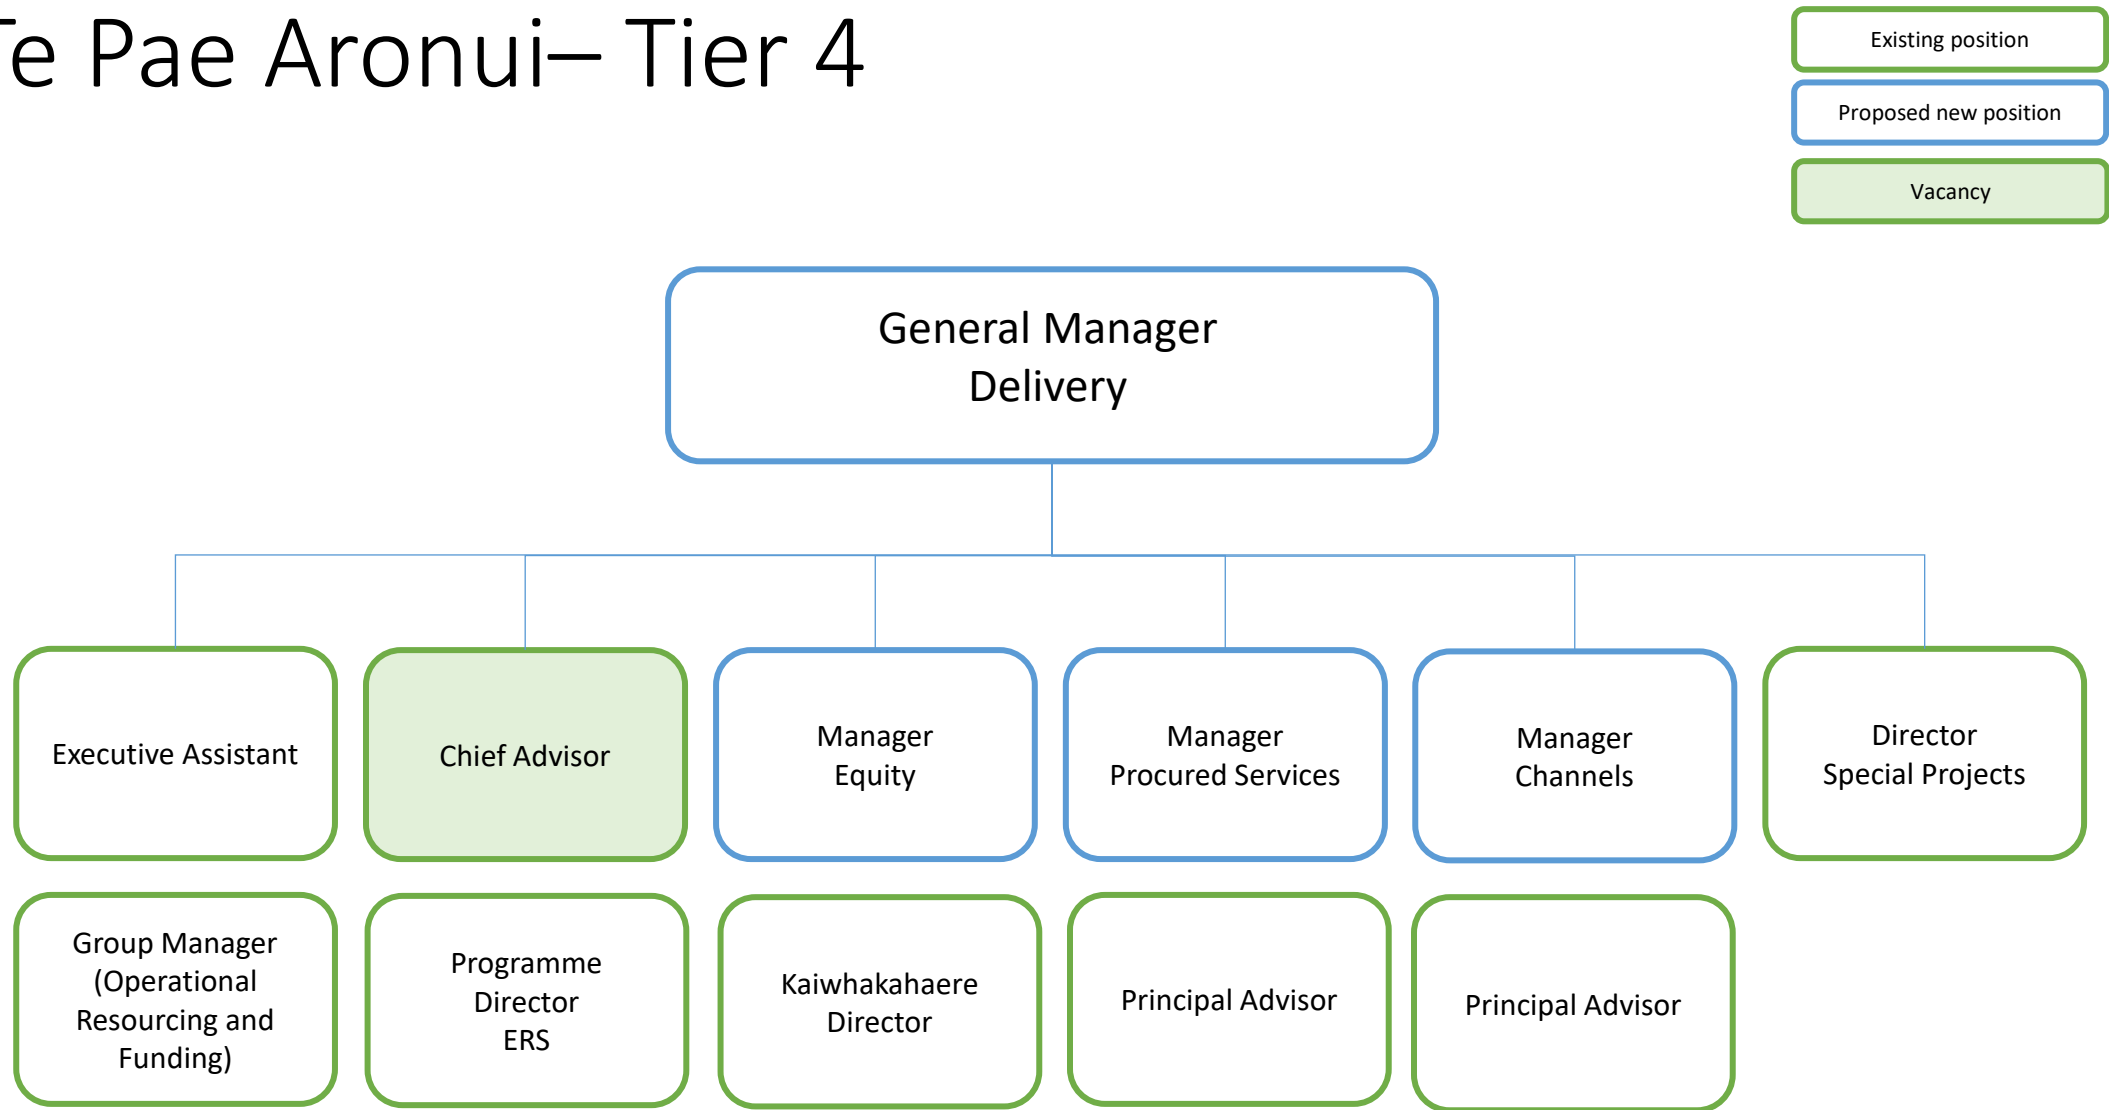 Te Pae Aronui– Tier 4
Existing position
Proposed new position
Vacancy
General Manager
Delivery
Executive Assistant
Chief Advisor
Manager
Equity
Manager
Procured Services
Manager
Channels
Director
Special Projects
Group Manager
(Operational
Resourcing and
Funding)
Programme
Director
ERS
Kaiwhakahaere
Director
Principal Advisor
Principal Advisor